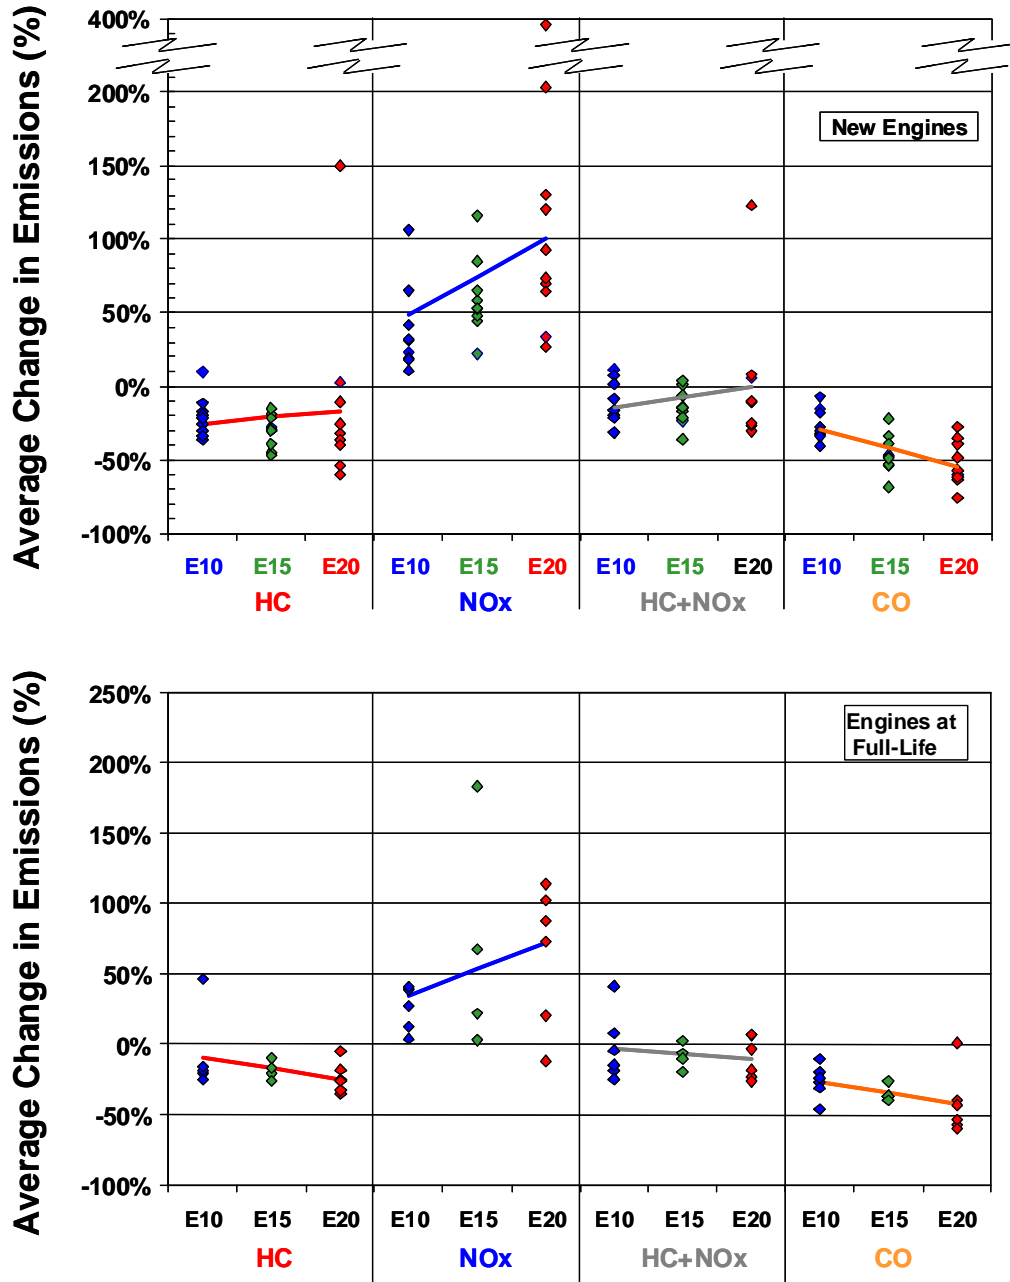 Average Change in Emissions (%)
400%
200%
150%
100%
50%
0%
-50%
-100%
New Engines
E10 E15 E20 E10 E15 E20 E10 E15 E20 E10 E15 E20
HC NOx HC+NOx CO
Average Change in Emissions (%)
250%
200%
150%
100%
50%
0%
-50%
-100%
Engines at
Full-Life
E10 E15 E20 E10 E15 E20 E10 E15 E20 E10 E15 E20
HC NOx HC+NOx CO